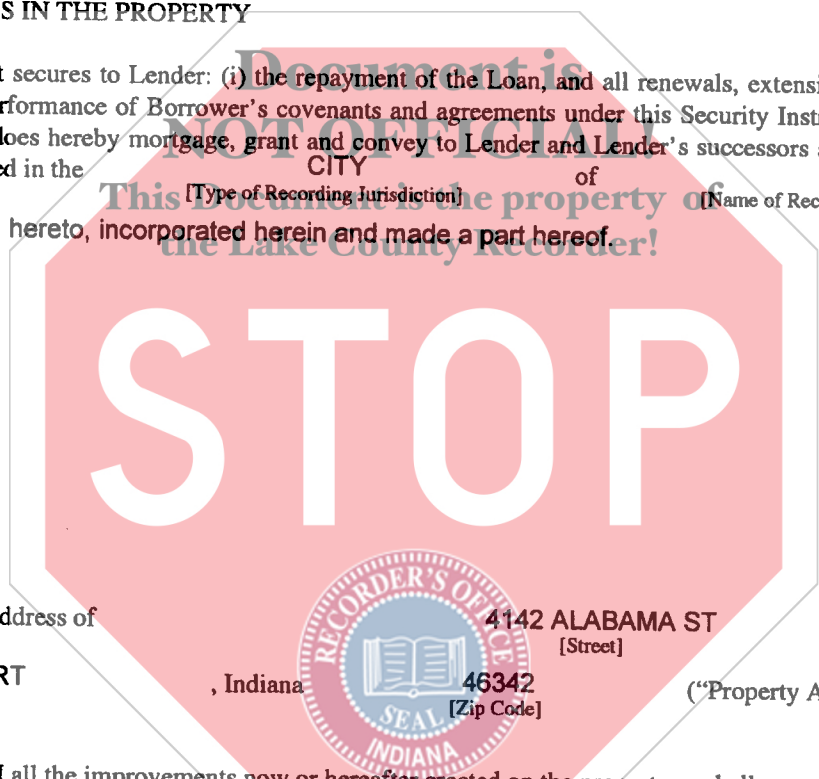 S IN THE PROPERTY
t secures to Lender: (i) the repayment of the Loan, and all renewals, extensi
rformance of Borrower's covenants and agreements under this Security Inst
loes hereby mortgage, grant and convey to Lender and Lender's successors
ed in the CITY of
[Type of Recording Jurisdiction] [Name of Rec
hereto, incorporated herein and made a part hereof.
Document is
NOT OFFICIAL!
This Document is the property of
the Lake County Recorder!
STOP
ddress of 4142 ALABAMA ST
[Street]
RT , Indiana 46342 ("Property A
[Zip Code]
RECORDER'S OFFICE
SEAL
INDIANA
all the improvements now or hereafter erected on the property